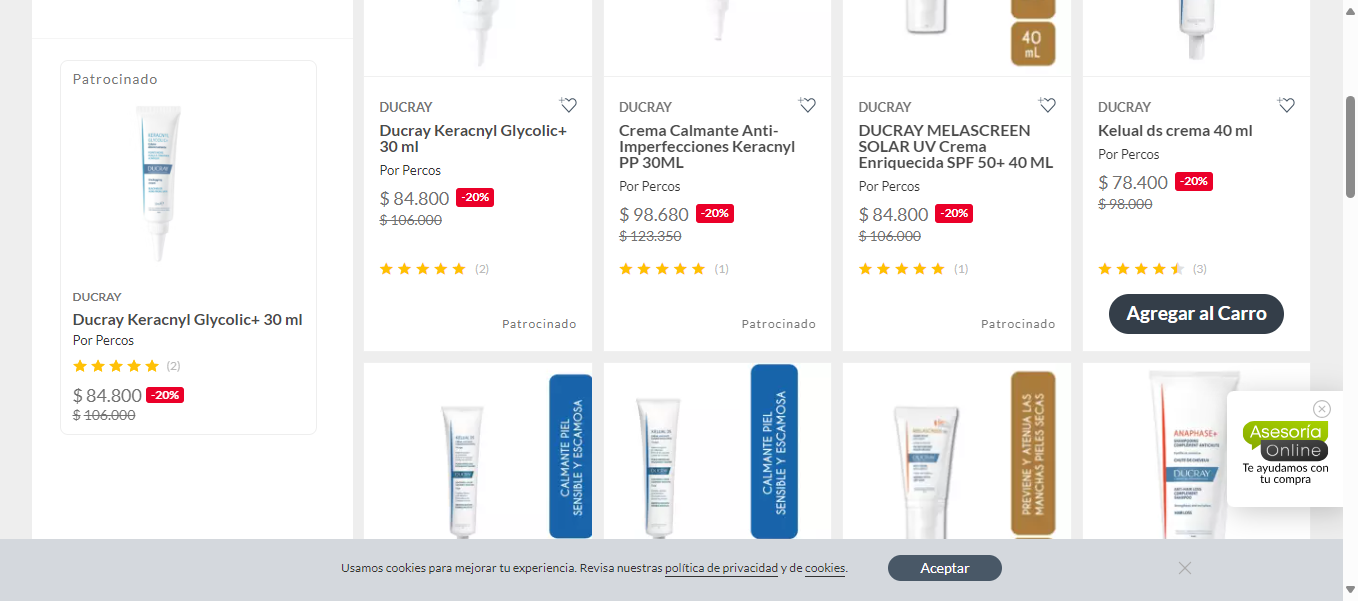 Patrocinado
DUCRAY
DUCRAY
Ducray Keracnyl Glycolic+ 30 ml
Por Percos
(2)
$ 84.800 -20%
$ 106.000
DUCRAY
Ducray Keracnyl Glycolic+
30 ml
Por Percos
$ 84.800 -20%
$ 106.000
(2)
Patrocinado
DUCRAY
Crema Calmante Anti-
Imperfecciones Keracnyl
PP 30ML
Por Percos
$ 98.680 -20%
$ 123.350
(1)
Patrocinado
40
mL
DUCRAY
DUCRAY MELASCREEN
SOLAR UV Crema
Enriquecida SPF 50+ 40 ML
Por Percos
$ 84.800 -20%
$ 106.000
(1)
Patrocinado
DUCRAY
Kelual ds crema 40 ml
Por Percos
$ 78.400 -20%
$ 98.000
(3)
Agregar al Carro
DUCRAY
CALMANTE PIEL
SENSIBLE Y ESCAMOSA
DUCRAY
CALMANTE PIEL
SENSIBLE Y ESCAMOSA
DUCRAY
PREVIENE Y ATENUA LAS
MANCHAS PIELES SECAS
ANAPHASE+
DUCRAY
Asesoría
Online
Te ayudamos con
tu compra
Usamos cookies para mejorar tu experiencia. Revisa nuestras política de privacidad y de cookies.
Aceptar